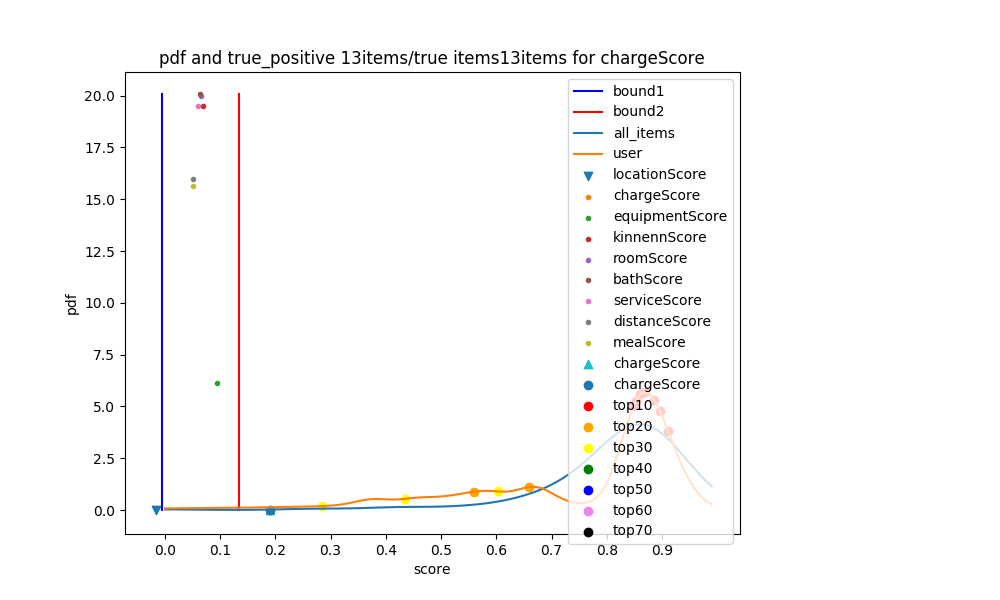 pdf and true_positive 13items/true items13items for chargeScore
20.0
17.5
15.0
12.5
10.0
7.5
5.0
2.5
0.0
pdf
0.0 0.1 0.2 0.3 0.4 0.5 0.6 0.7 0.8 0.9
score
bound1
bound2
all_items
user
locationScore
chargeScore
equipmentScore
kinnennScore
roomScore
bathScore
serviceScore
distanceScore
mealScore
chargeScore
chargeScore
top10
top20
top30
top40
top50
top60
top70